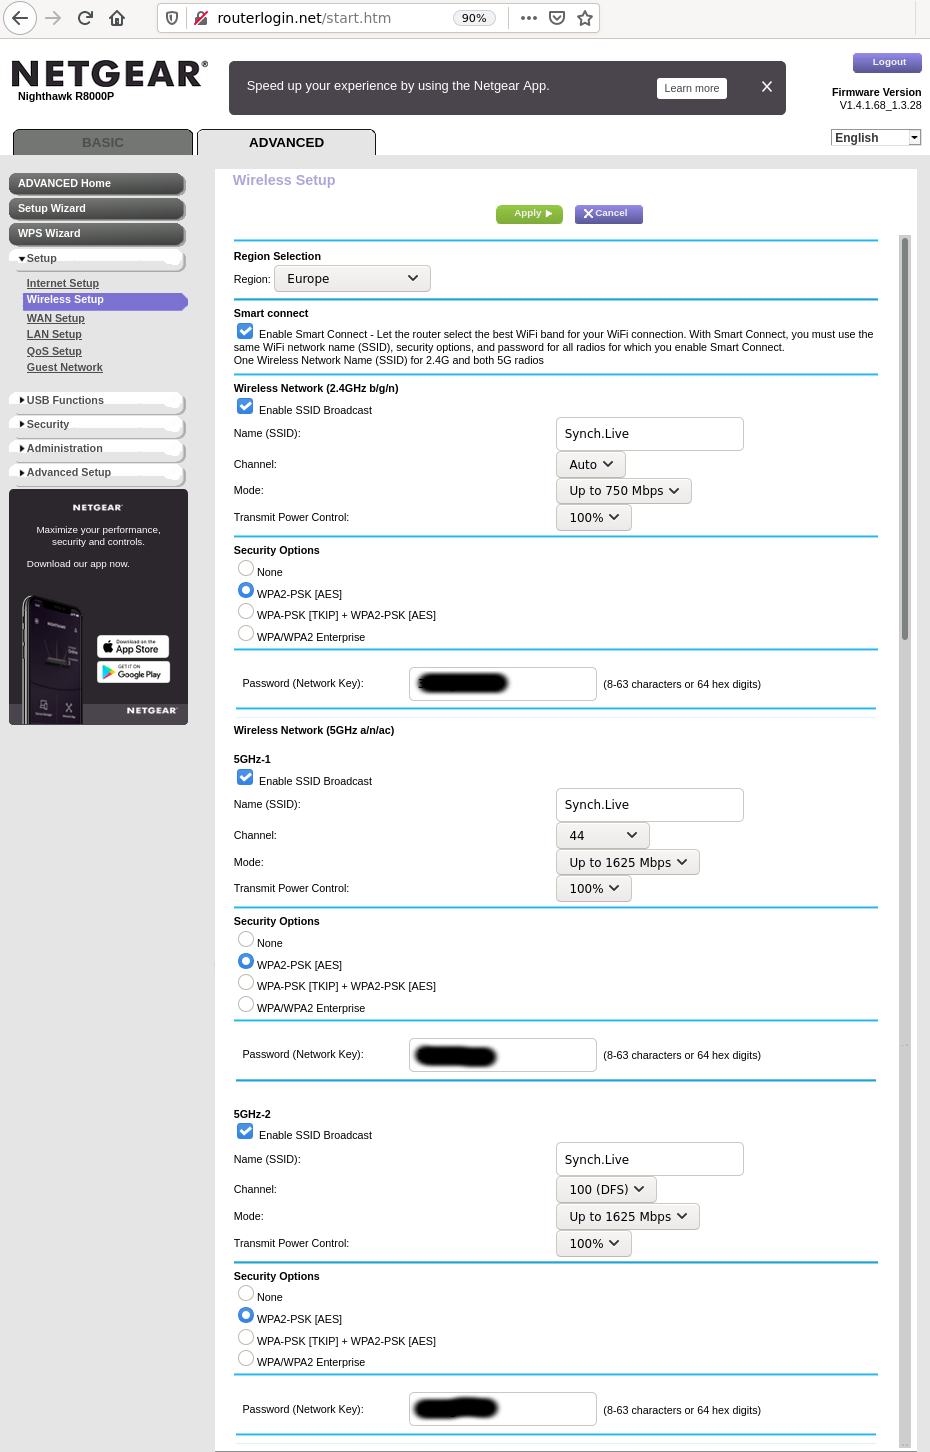 routerlogin.net/start.htm
90%
NETGEAR®
Nighthawk R8000P
Speed up your experience by using the Netgear App.
Learn more
Logout
Firmware Version
V1.4.1.68_1.3.28
BASIC
ADVANCED
English
ADVANCED Home
Setup Wizard
WPS Wizard
Setup
Internet Setup
Wireless Setup
WAN Setup
LAN Setup
QoS Setup
Guest Network
USB Functions
Security
Administration
Advanced Setup
NETGEAR
Maximize your performance,
security and controls.
Download our app now.
Download on the
App Store
GET IT ON
Google Play
NETGEAR
Wireless Setup
Apply
Cancel
Region Selection
Region: Europe
Smart connect
Enable Smart Connect - Let the router select the best WiFi band for your WiFi connection. With Smart Connect, you must use the
same WiFi network name (SSID), security options, and password for all radios for which you enable Smart Connect.
One Wireless Network Name (SSID) for 2.4G and both 5G radios
Wireless Network (2.4GHz b/g/n)
Enable SSID Broadcast
Name (SSID): Synch.Live
Channel: Auto
Mode: Up to 750 Mbps
Transmit Power Control: 100%
Security Options
None
WPA2-PSK [AES]
WPA-PSK [TKIP] + WPA2-PSK [AES]
WPA/WPA2 Enterprise
Password (Network Key): (8-63 characters or 64 hex digits)
Wireless Network (5GHz a/n/ac)
5GHz-1
Enable SSID Broadcast
Name (SSID): Synch.Live
Channel: 44
Mode: Up to 1625 Mbps
Transmit Power Control: 100%
Security Options
None
WPA2-PSK [AES]
WPA-PSK [TKIP] + WPA2-PSK [AES]
WPA/WPA2 Enterprise
Password (Network Key): (8-63 characters or 64 hex digits)
5GHz-2
Enable SSID Broadcast
Name (SSID): Synch.Live
Channel: 100 (DFS)
Mode: Up to 1625 Mbps
Transmit Power Control: 100%
Security Options
None
WPA2-PSK [AES]
WPA-PSK [TKIP] + WPA2-PSK [AES]
WPA/WPA2 Enterprise
Password (Network Key): (8-63 characters or 64 hex digits)